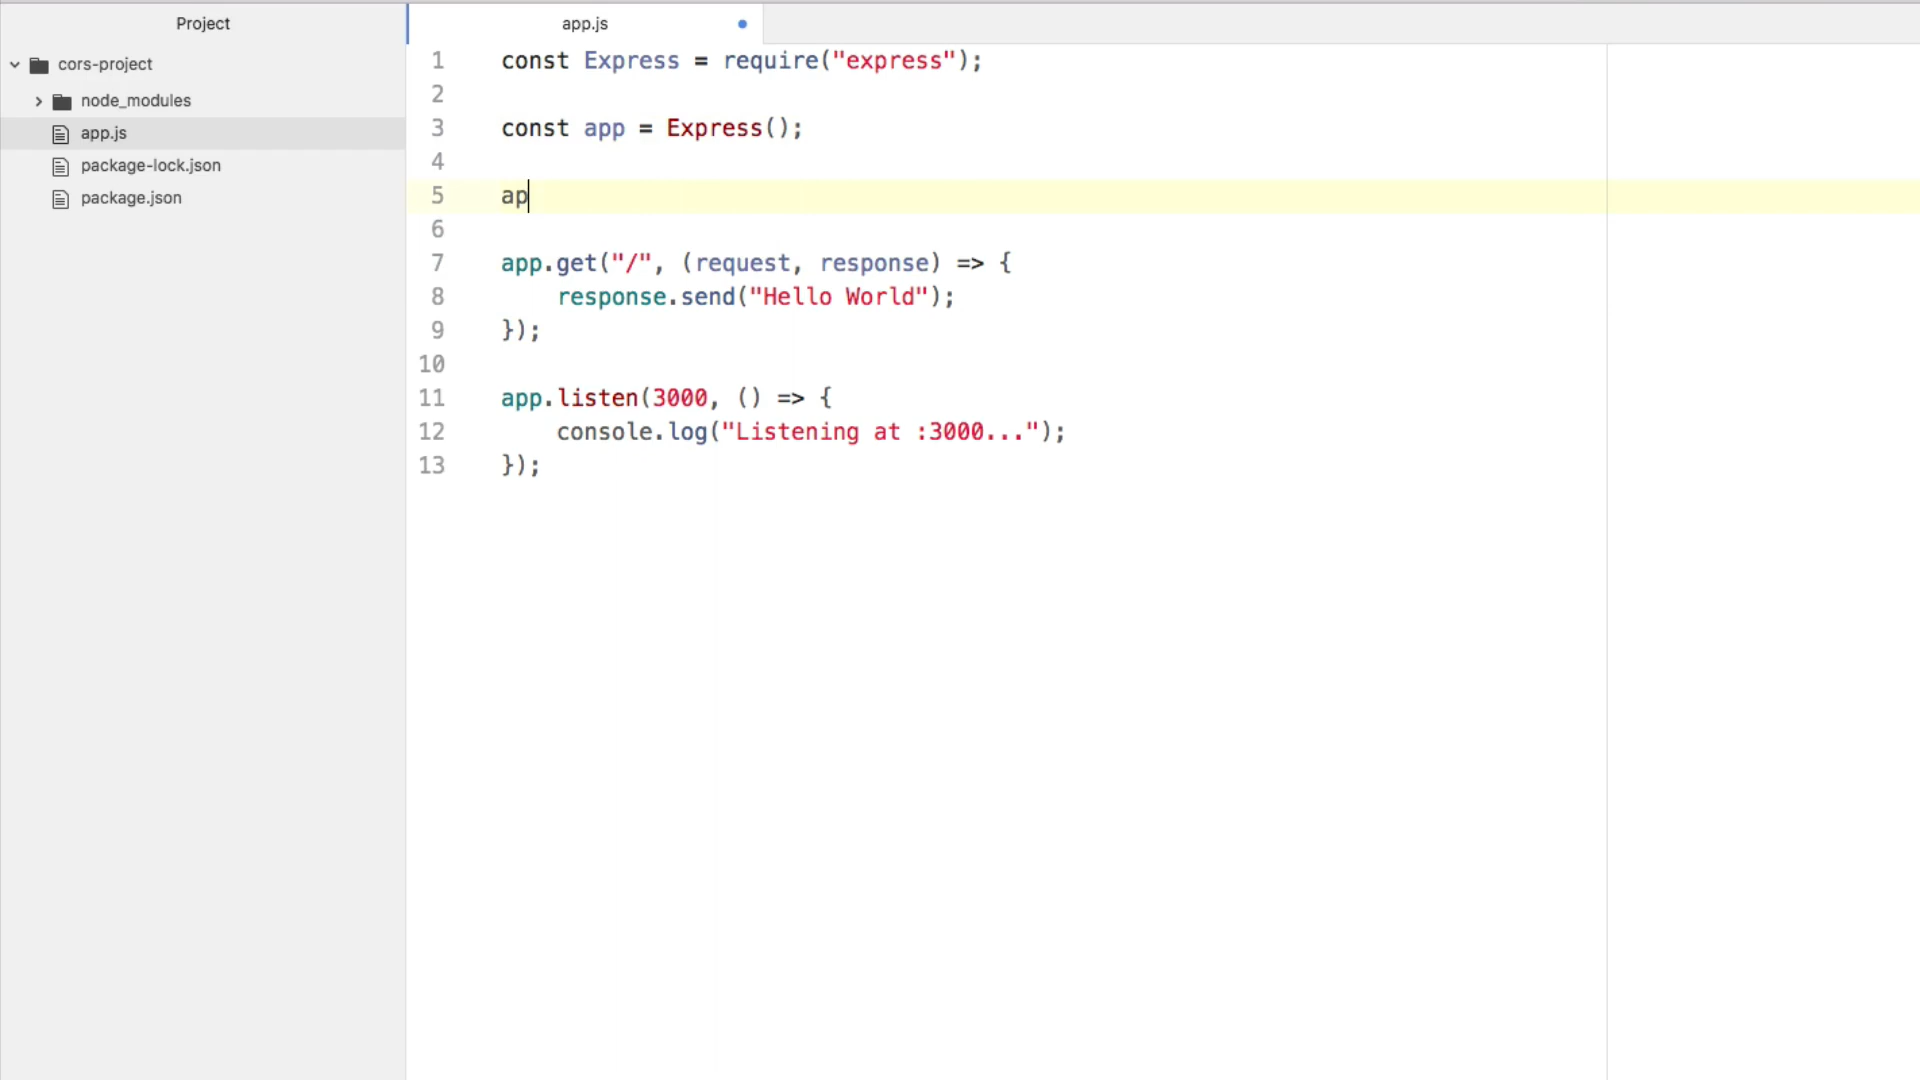 Project
cors-project
node_modules
app.js
package-lock.json
package.json
app.js
1 const Express = require("express");
2
3 const app = Express();
4
5 ap
6
7 app.get("/", (request, response) => {
8     response.send("Hello World");
9 });
10
11 app.listen(3000, () => {
12     console.log("Listening at :3000...");
13 });